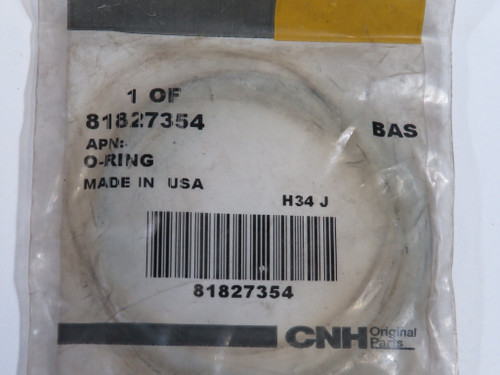 1 OF
81827354
BAS
APN:
O-RING
MADE IN USA
H34 J
81827354
CNH Original
Parts